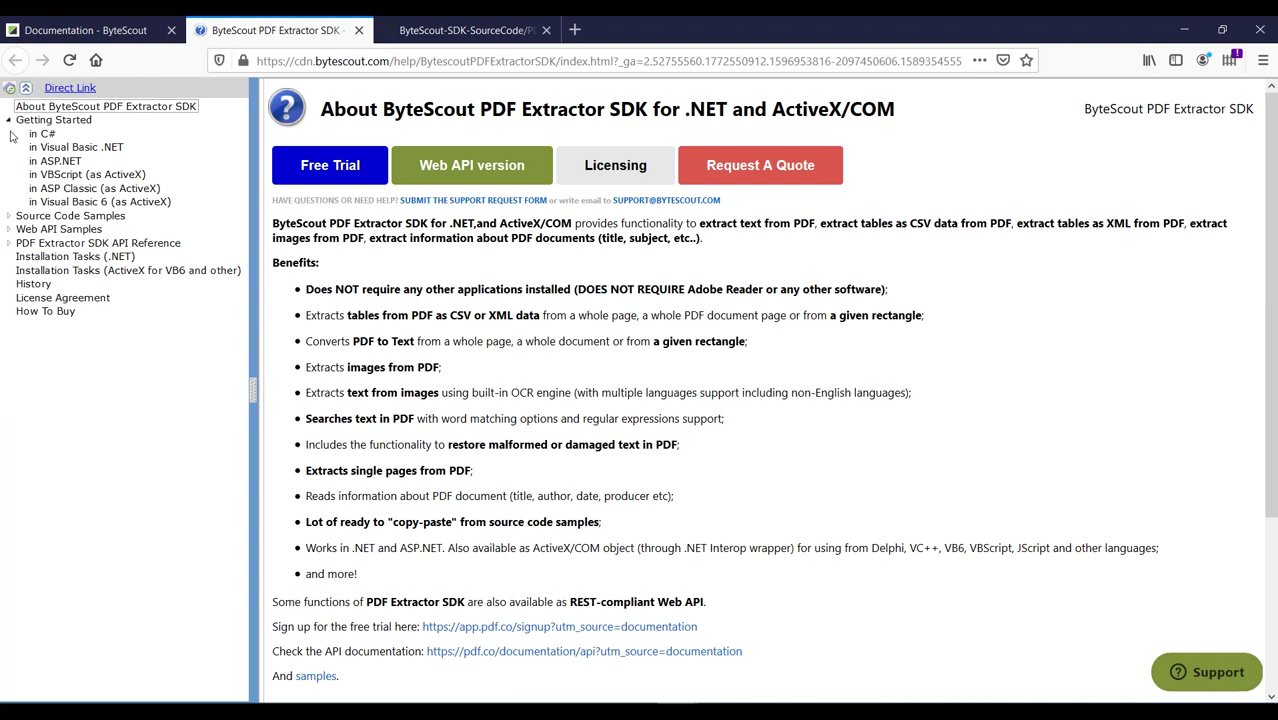 Documentation - ByteScout
ByteScout PDF Extractor SDK -
ByteScout-SDK-SourceCode/PI
https://cdn.bytescout.com/help/BytescoutPDFExtractorSDK/index.html?_ga=2.52755560.1772550912.1596953816-2097450606.1589354555
Direct Link
About ByteScout PDF Extractor SDK
Getting Started
in C#
in Visual Basic .NET
in ASP.NET
in VBScript (as ActiveX)
in ASP Classic (as ActiveX)
in Visual Basic 6 (as ActiveX)
Source Code Samples
Web API Samples
PDF Extractor SDK API Reference
Installation Tasks (.NET)
Installation Tasks (ActiveX for VB6 and other)
History
License Agreement
How To Buy
About ByteScout PDF Extractor SDK for .NET and ActiveX/COM
ByteScout PDF Extractor SDK
Free Trial
Web API version
Licensing
Request A Quote
HAVE QUESTIONS OR NEED HELP? SUBMIT THE SUPPORT REQUEST FORM or write email to SUPPORT@BYTESCOUT.COM
ByteScout PDF Extractor SDK for .NET,and ActiveX/COM provides functionality to extract text from PDF, extract tables as CSV data from PDF, extract tables as XML from PDF, extract
images from PDF, extract information about PDF documents (title, subject, etc..).
Benefits:
• Does NOT require any other applications installed (DOES NOT REQUIRE Adobe Reader or any other software);
• Extracts tables from PDF as CSV or XML data from a whole page, a whole PDF document page or from a given rectangle;
• Converts PDF to Text from a whole page, a whole document or from a given rectangle;
• Extracts images from PDF;
• Extracts text from images using built-in OCR engine (with multiple languages support including non-English languages);
• Searches text in PDF with word matching options and regular expressions support;
• Includes the functionality to restore malformed or damaged text in PDF;
• Extracts single pages from PDF;
• Reads information about PDF document (title, author, date, producer etc);
• Lot of ready to "copy-paste" from source code samples;
• Works in .NET and ASP.NET. Also available as ActiveX/COM object (through .NET Interop wrapper) for using from Delphi, VC++, VB6, VBScript, JScript and other languages;
• and more!
Some functions of PDF Extractor SDK are also available as REST-compliant Web API.
Sign up for the free trial here: https://app.pdf.co/signup?utm_source=documentation
Check the API documentation: https://pdf.co/documentation/api?utm_source=documentation
And samples.
Support